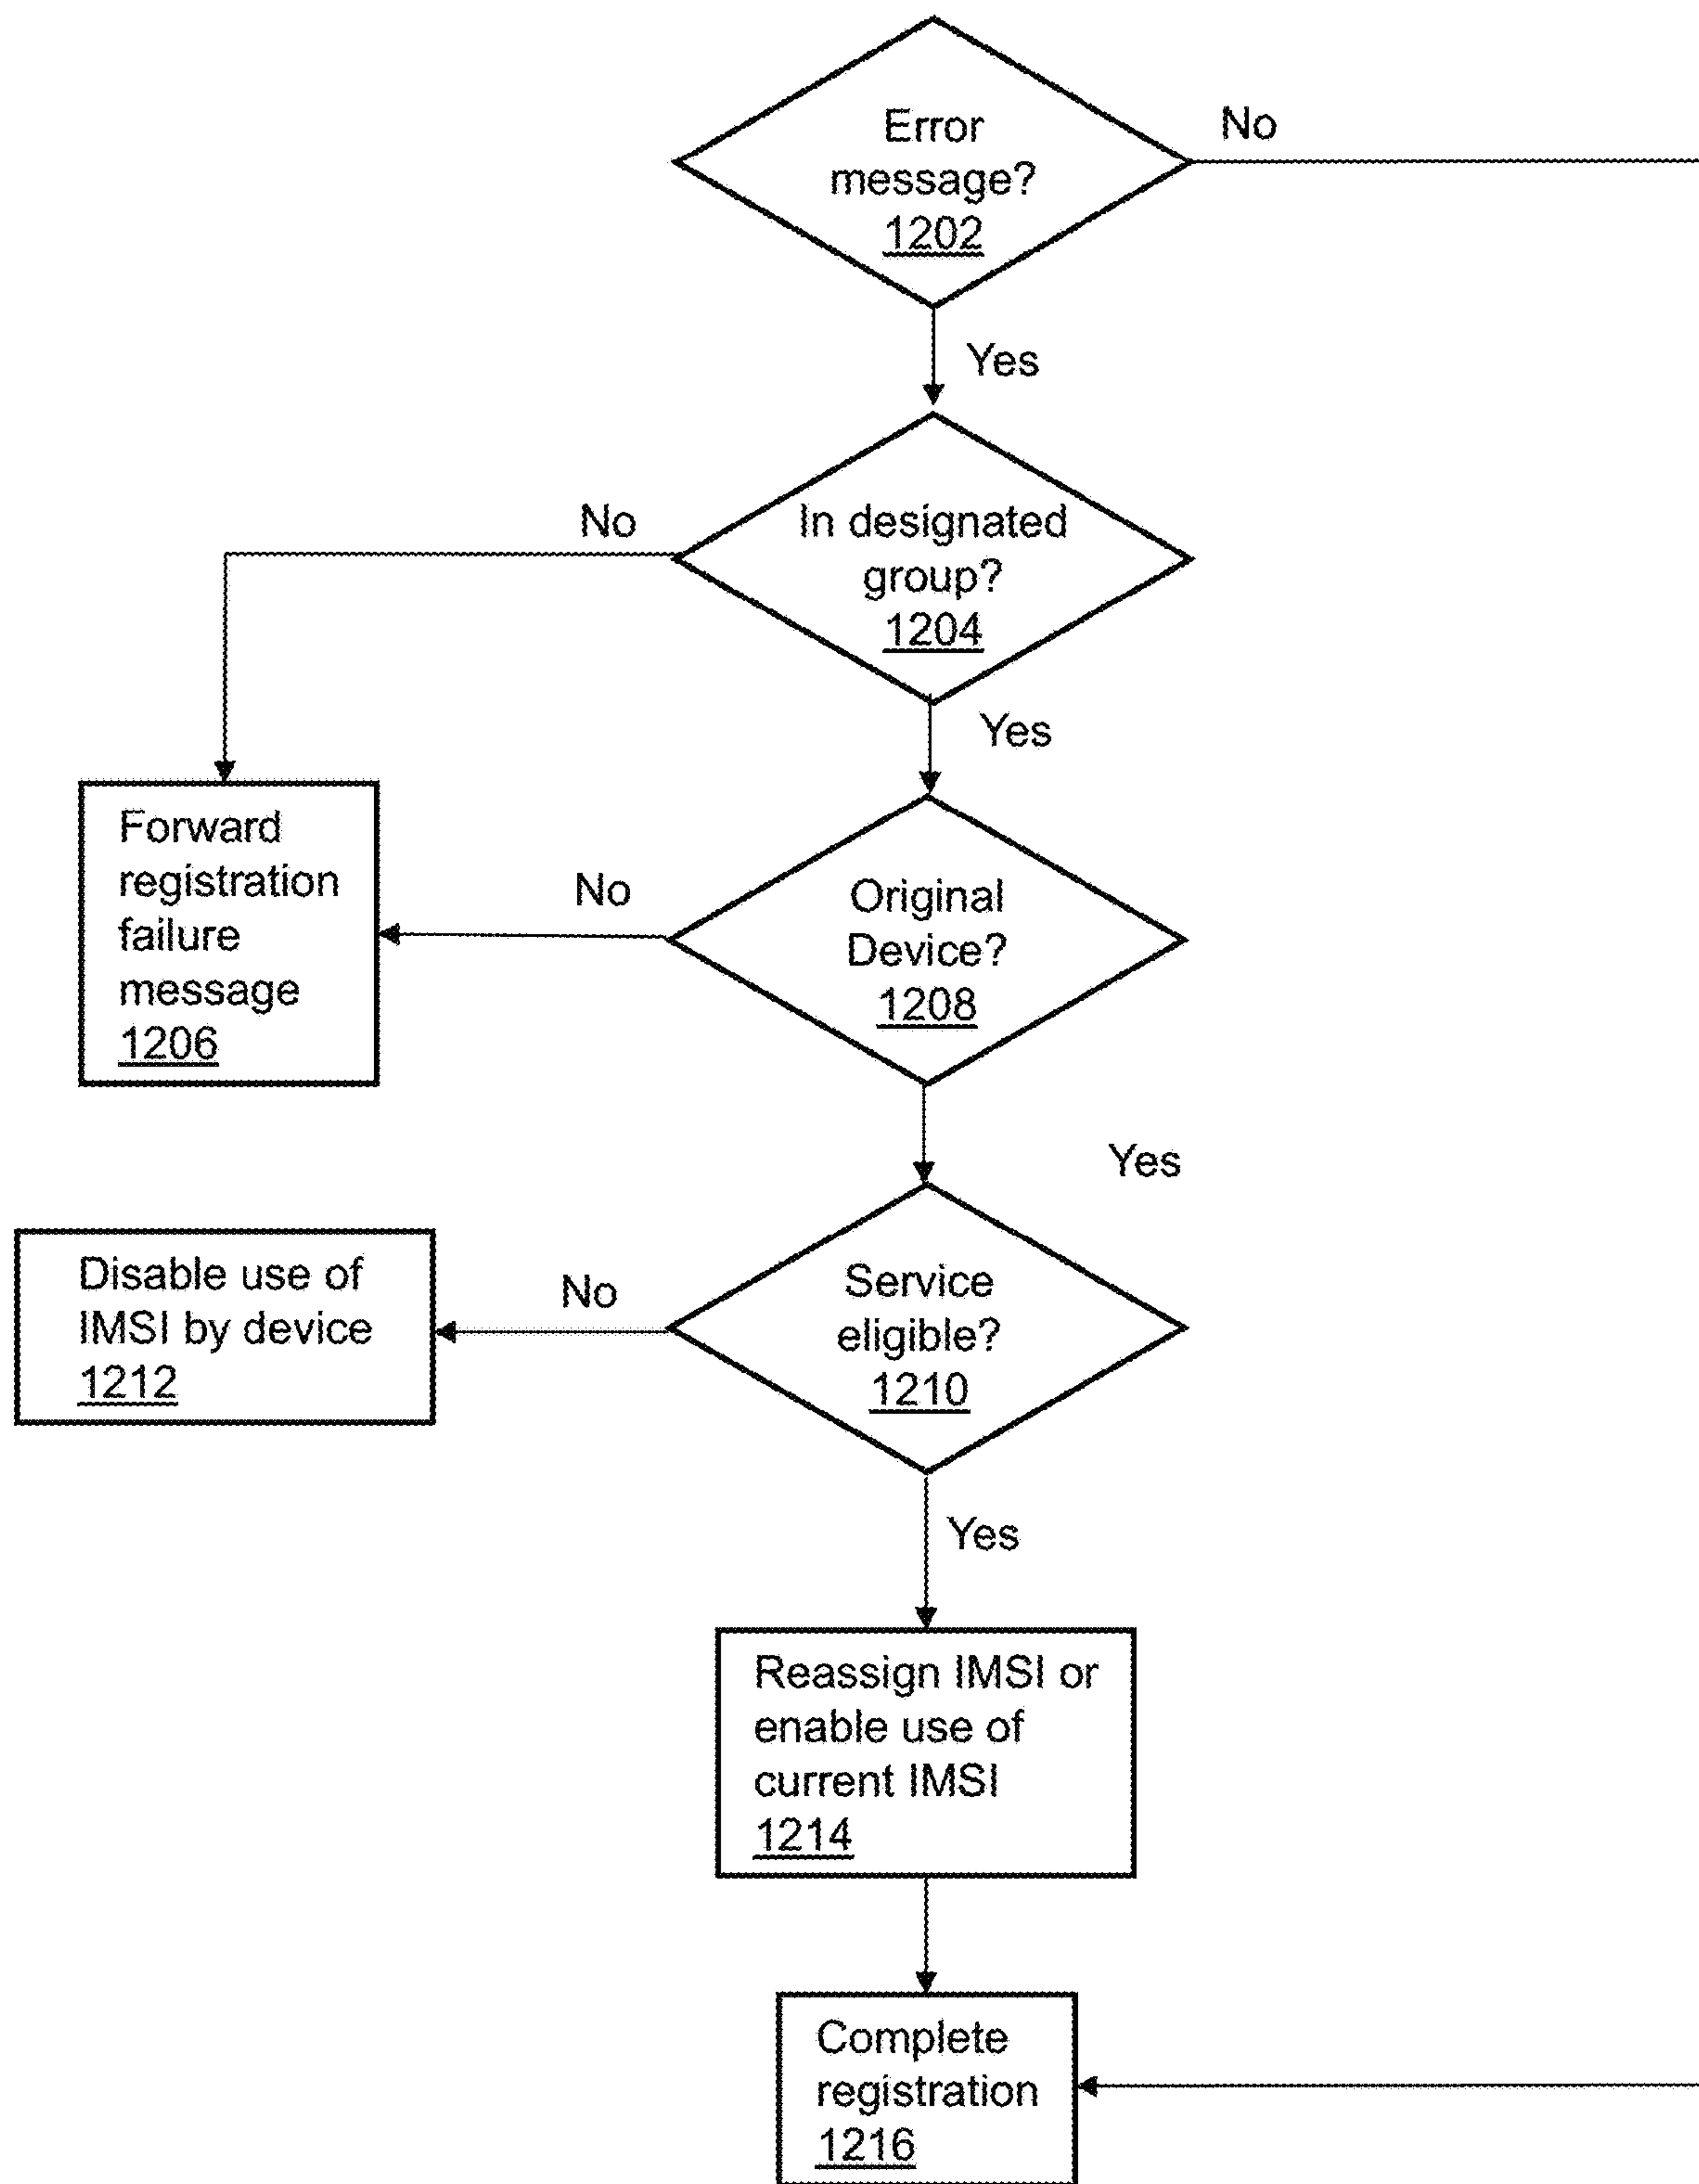 Error
message?
1202
No
Yes
In designated
group?
1204
No
Yes
Forward
registration
failure
message
1206
No
Original
Device?
1208
Yes
Disable use of
IMSI by device
1212
No
Service
eligible?
1210
Yes
Reassign IMSI or
enable use of
current IMSI
1214
Complete
registration
1216